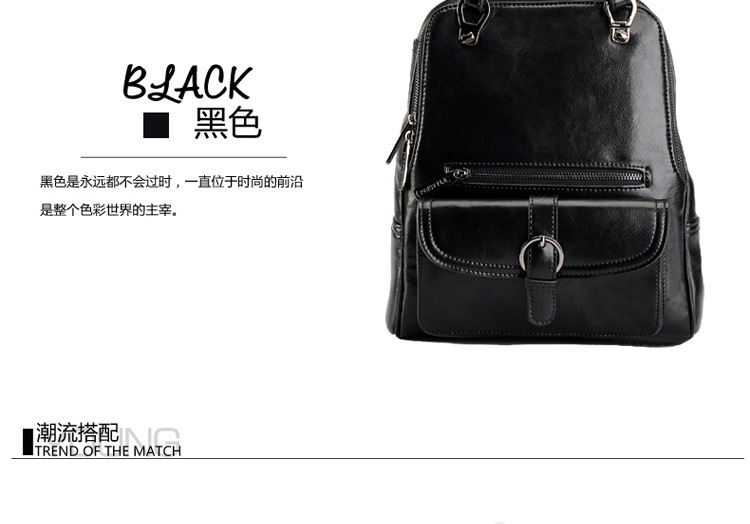 BLACK
黑色
黑色是永远都不会过时，一直位于时尚的前沿
是整个色彩世界的主宰。
潮流搭配
TREND OF THE MATCH